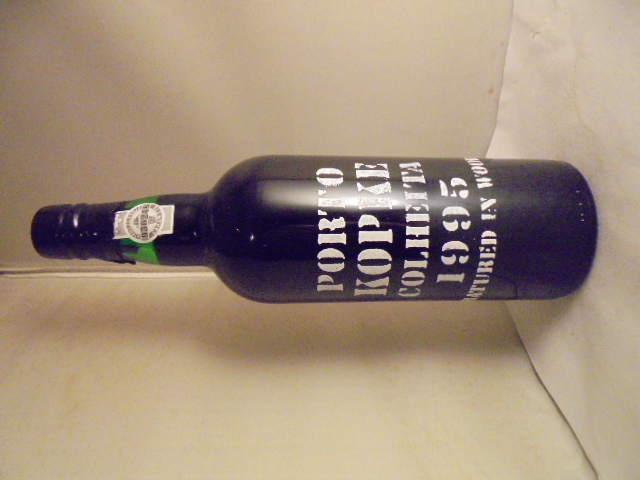 PORTO
KOPKE
COLHEITA
1995
MATURED IN WOOD